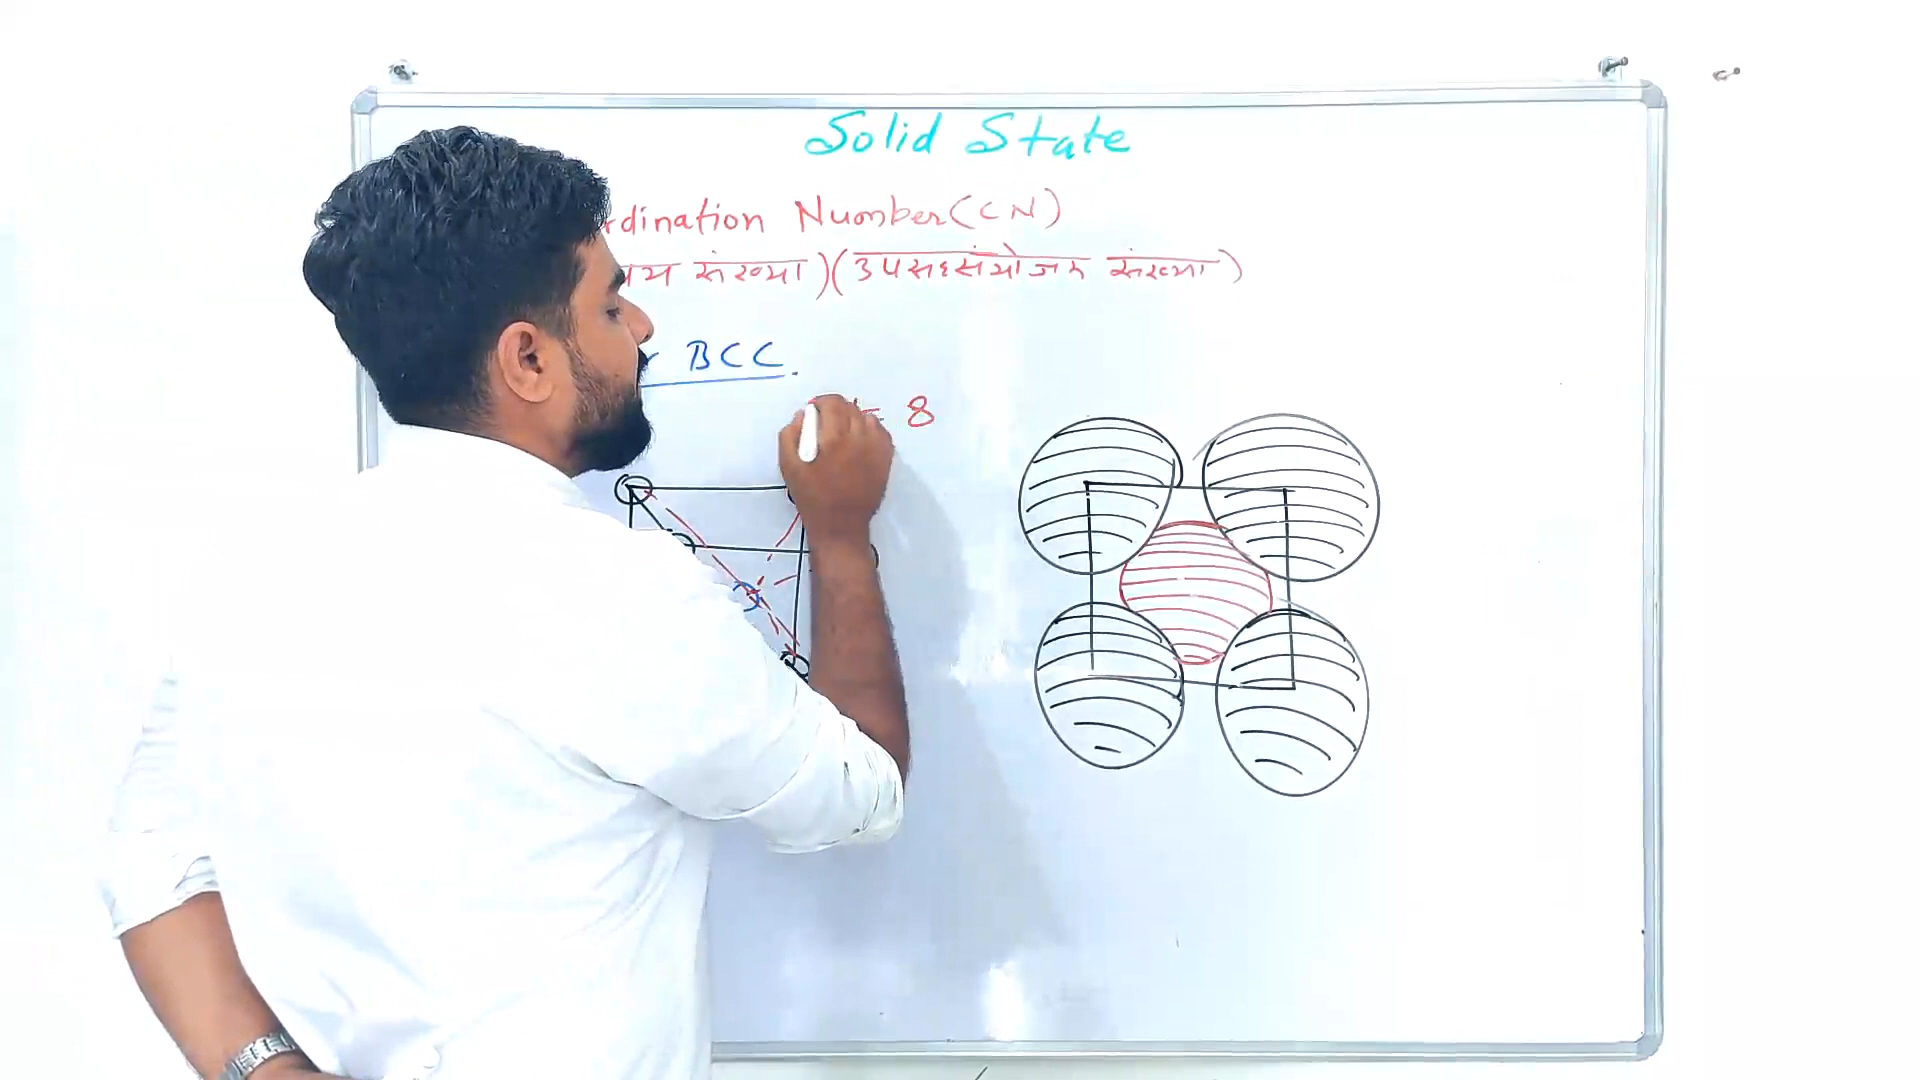 Solid State
rdination Number (CN)
संख्या) (उपसहसंयोजन संख्या)
BCC.
= 8